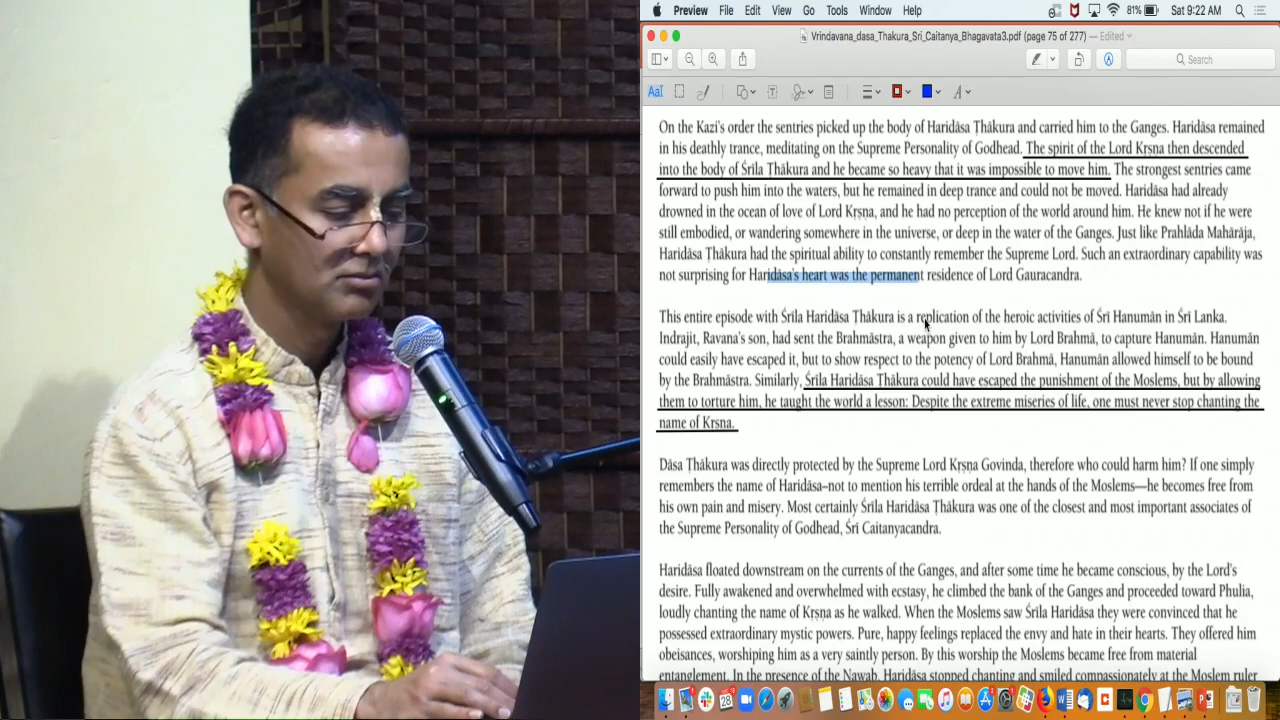 Preview File Edit View Go Tools Window Help
81% Sat 9:22 AM
Vrindavana_dasa_Thakura_Sri_Caitanya_Bhagavata3.pdf (page 75 of 277) — Edited
Search
On the Kazi's order the sentries picked up the body of Haridāsa Ṭhākura and carried him to the Ganges. Haridāsa remained
in his deathly trance, meditating on the Supreme Personality of Godhead. The spirit of the Lord Kṛṣṇa then descended
into the body of Śrīla Ṭhākura and he became so heavy that it was impossible to move him. The strongest sentries came
forward to push him into the waters, but he remained in deep trance and could not be moved. Haridāsa had already
drowned in the ocean of love of Lord Kṛṣṇa, and he had no perception of the world around him. He knew not if he were
still embodied, or wandering somewhere in the universe, or deep in the water of the Ganges. Just like Prahlāda Mahārāja,
Haridāsa Ṭhākura had the spiritual ability to constantly remember the Supreme Lord. Such an extraordinary capability was
not surprising for Haridāsa's heart was the permanent residence of Lord Gauracandra.
This entire episode with Śrīla Haridāsa Ṭhākura is a replication of the heroic activities of Śrī Hanumān in Śrī Lanka.
Indrajit, Ravana's son, had sent the Brahmāstra, a weapon given to him by Lord Brahmā, to capture Hanumān. Hanumān
could easily have escaped it, but to show respect to the potency of Lord Brahmā, Hanumān allowed himself to be bound
by the Brahmāstra. Similarly, Śrīla Haridāsa Ṭhākura could have escaped the punishment of the Moslems, but by allowing
them to torture him, he taught the world a lesson: Despite the extreme miseries of life, one must never stop chanting the
name of Kṛṣṇa.
Dāsa Ṭhākura was directly protected by the Supreme Lord Kṛṣṇa Govinda, therefore who could harm him? If one simply
remembers the name of Haridāsa–not to mention his terrible ordeal at the hands of the Moslems—he becomes free from
his own pain and misery. Most certainly Śrīla Haridāsa Ṭhākura was one of the closest and most important associates of
the Supreme Personality of Godhead, Śrī Caitanyacandra.
Haridāsa floated downstream on the currents of the Ganges, and after some time he became conscious, by the Lord's
desire. Fully awakened and overwhelmed with ecstasy, he climbed the bank of the Ganges and proceeded toward Phulia,
loudly chanting the name of Kṛṣṇa as he walked. When the Moslems saw Śrīla Haridāsa they were convinced that he
possessed extraordinary mystic powers. Pure, happy feelings replaced the envy and hate in their hearts. They offered him
obeisances, worshiping him as a very saintly person. By this worship the Moslems became free from material
entanglement. In the presence of the Nawab, Haridāsa stopped chanting and smiled compassionately at the Moslem ruler